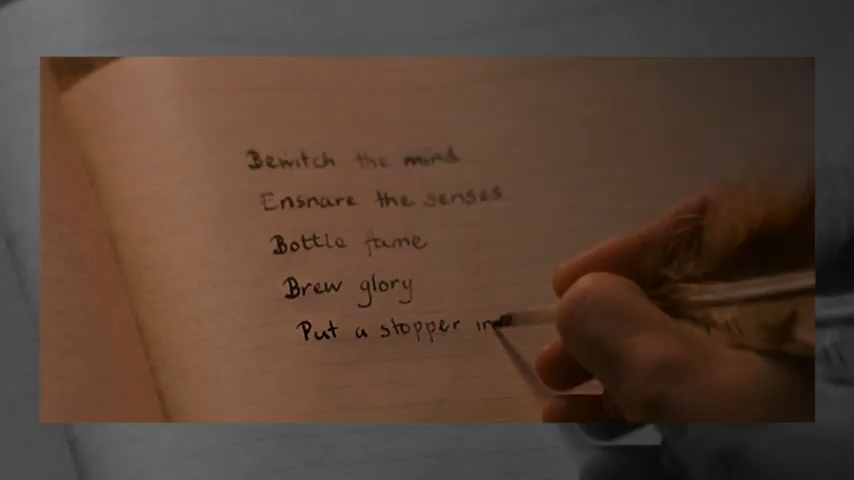 Bewitch the mind
Ensnare the senses
Bottle fame
Brew glory
Put a stopper in